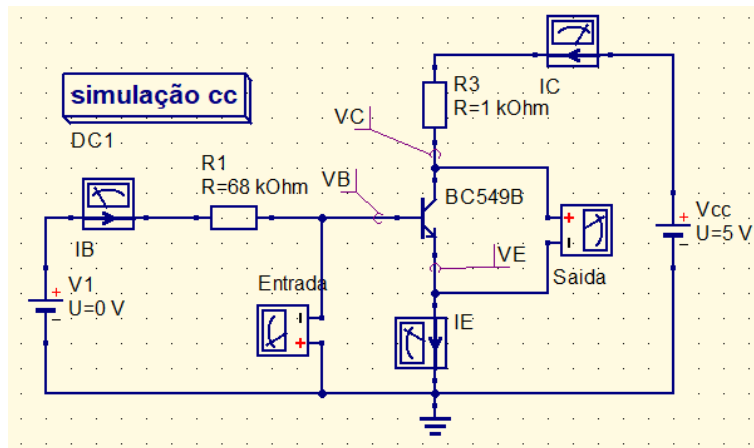 simulação cc
DC1
IC
R3
R=1 kOhm
VC
R1
R=68 kOhm
VB
BC549B
IB
VE
Vcc
U=5 V
Saida
V1
U=0 V
Entrada
IE